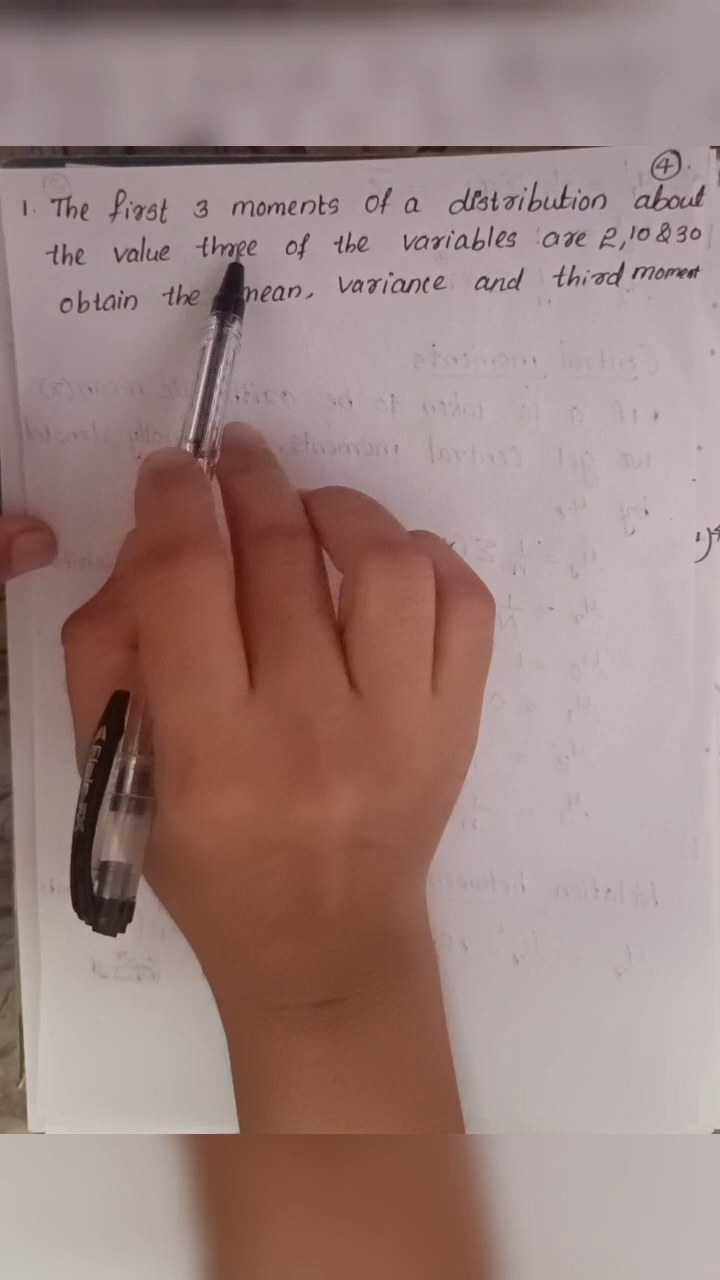 4
1. The first 3 moments of a distribution about
the value three of the variables are 2,10 & 30
obtain the mean, variance and third moment